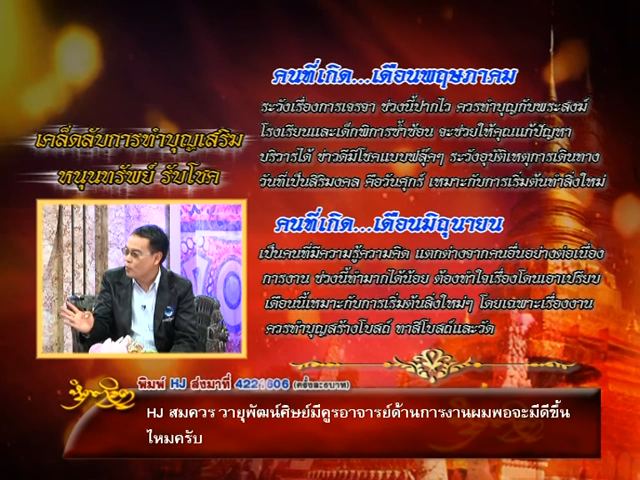 คนที่เกิด...เดือนพฤษภาคม
ระวังเรื่องการเจรจา ช่วงนี้ปากไว ควรทำบุญกับพระสงฆ์
โรงเรียนและเด็กพิการซ้ำซ้อน จะช่วยให้คุณแก้ปัญหา
บริวารได้ ข่าวดีมีโชคแบบฟลุ๊คๆ ระวังอุบัติเหตุการเดินทาง
วันที่เป็นสิริมงคล คือวันศุกร์ เหมาะกับการเริ่มต้นทำสิ่งใหม่
เคล็ดลับการทำบุญเสริม
หนุนทรัพย์ รับโชค
คนที่เกิด...เดือนมิถุนายน
เป็นคนที่มีความรู้ความคิด แตกต่างจากคนอื่นอย่างต่อเนื่อง
การงาน ช่วงนี้ทำมากได้น้อย ต้องทำใจเรื่องโดนเอาเปรียบ
เดือนนี้เหมาะกับการเริ่มต้นสิ่งใหม่ๆ โดยเฉพาะเรื่องงาน
ควรทำบุญสร้างโบสถ์ ทาสีโบสถ์และวัด
พิมพ์ HJ ส่งมาที่ (ครั้งละ๖บาท)
HJ สมควร วายุพัฒน์ศิษย์มีคูรอาจารย์ด้านการงานผมพอจะมีดีขึ้น
ไหมครับ